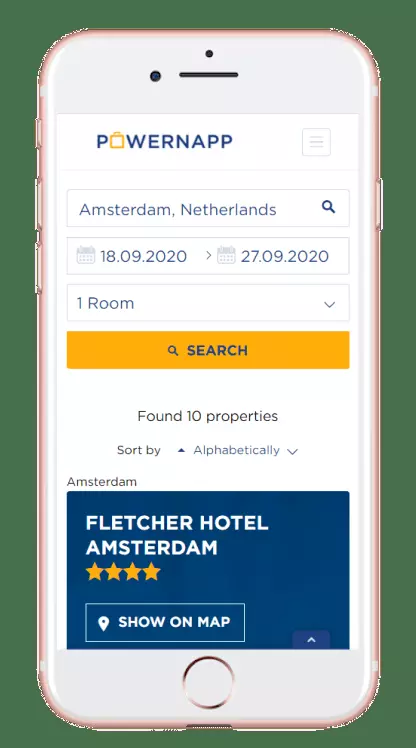 POWERNAPP
Amsterdam, Netherlands
18.09.2020 > 27.09.2020
1 Room
SEARCH
Found 10 properties
Sort by Alphabetically
Amsterdam
FLETCHER HOTEL
AMSTERDAM
SHOW ON MAP